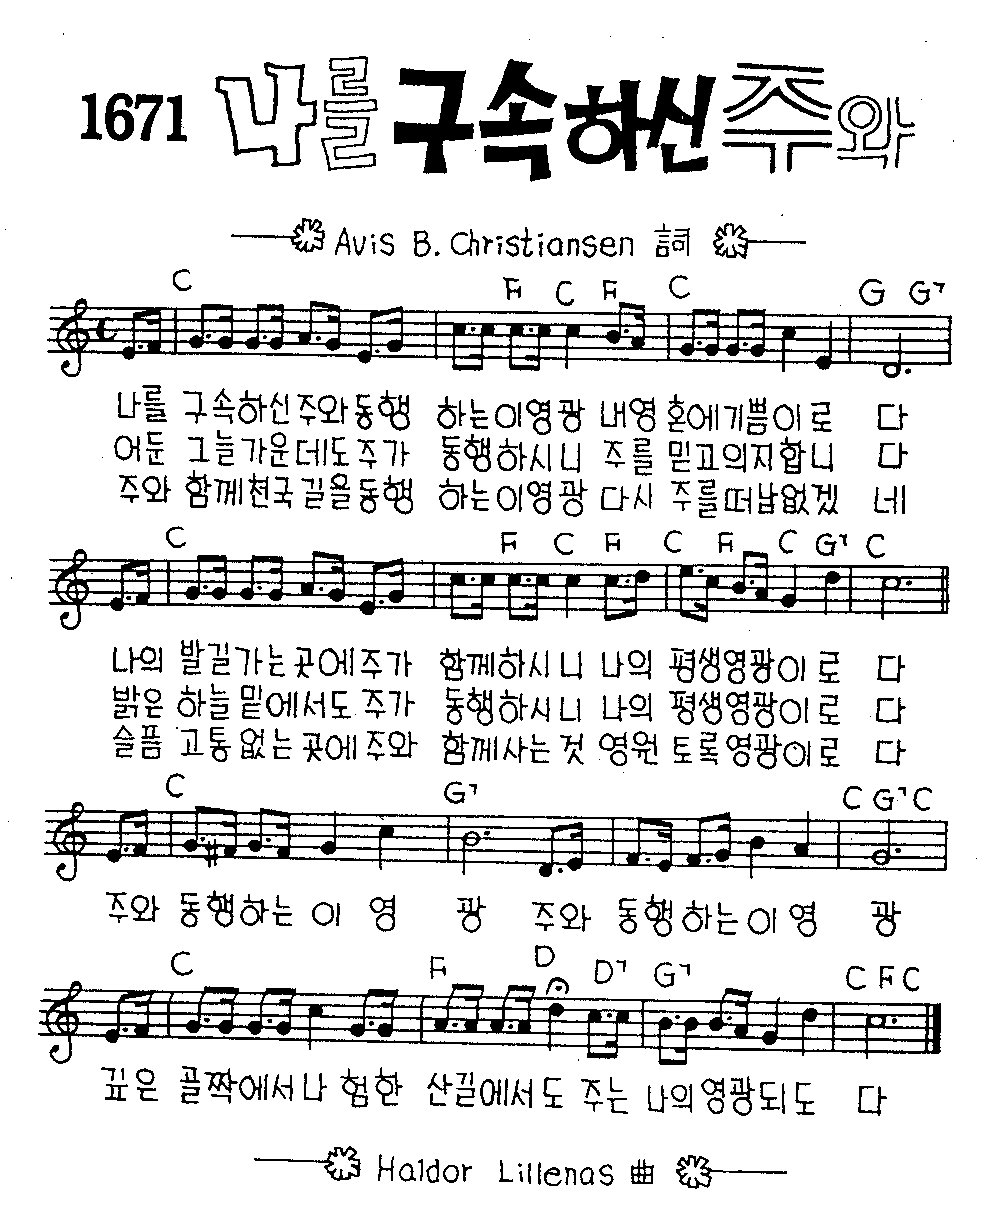 1671 나를 구속하신 주와
Avis B. Christiansen 詞
C F C F C G G7
나를 구속하신주와동행 하는이영광 내영혼에기쁨이로 다
어둔 그늘가운데도주가 동행하시니 주를 믿고의지합니 다
주와 함께천국길을동행 하는이영광 다시 주를떠남없겠 네
C F C F C F C G7 C
나의 발길가는곳에주가 함께하시니 나의 평생영광이로 다
밝은 하늘밑에서도주가 동행하시니 나의 평생영광이로 다
슬픔 고통없는곳에주와 함께사는것 영원토록영광이로 다
C G7 C G7 C
주와 동행하는 이 영 광 주와 동행하는이영 광
C F D D7 G7 C F C
깊은 골짝에서나 험한 산길에서도 주는 나의영광되도 다
Haldor Lillenas 曲